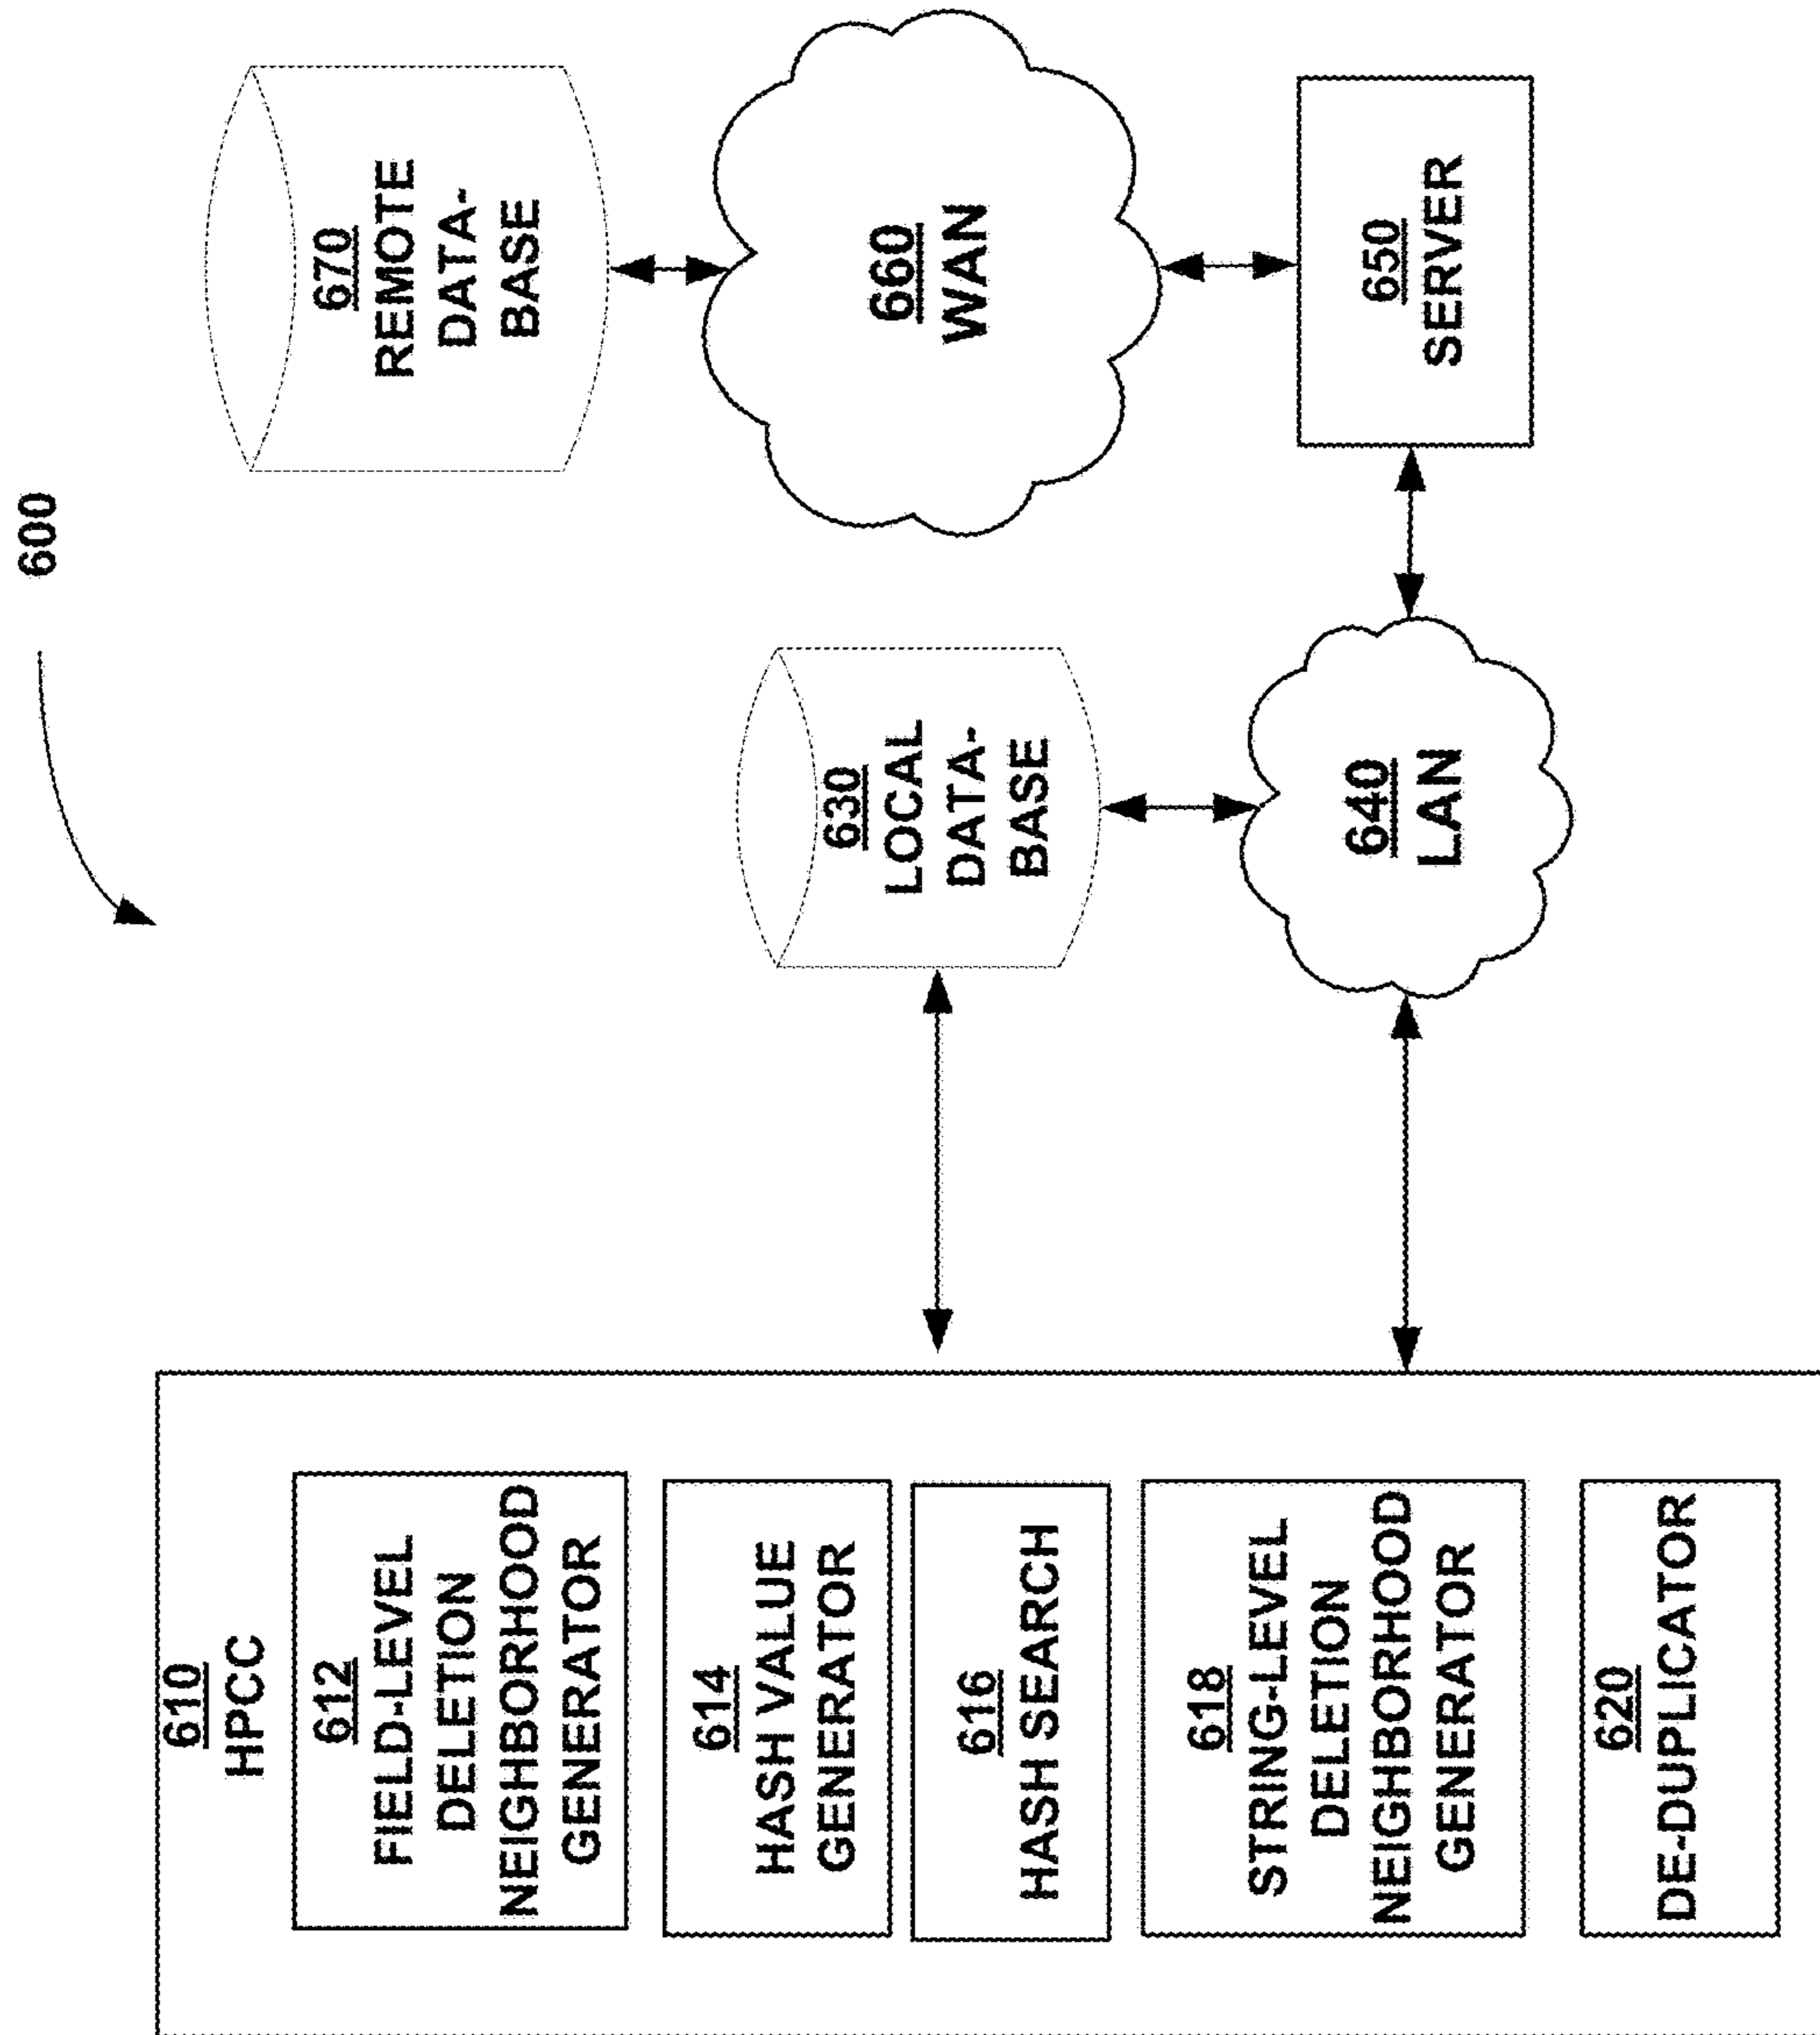 600
610
HPCC
612
FIELD-LEVEL
DELETION
NEIGHBORHOOD
GENERATOR
614
HASH VALUE
GENERATOR
616
HASH SEARCH
618
STRING-LEVEL
DELETION
NEIGHBORHOOD
GENERATOR
620
DE-DUPLICATOR
630
LOCAL
DATA-
BASE
640
LAN
670
REMOTE
DATA-
BASE
660
WAN
650
SERVER